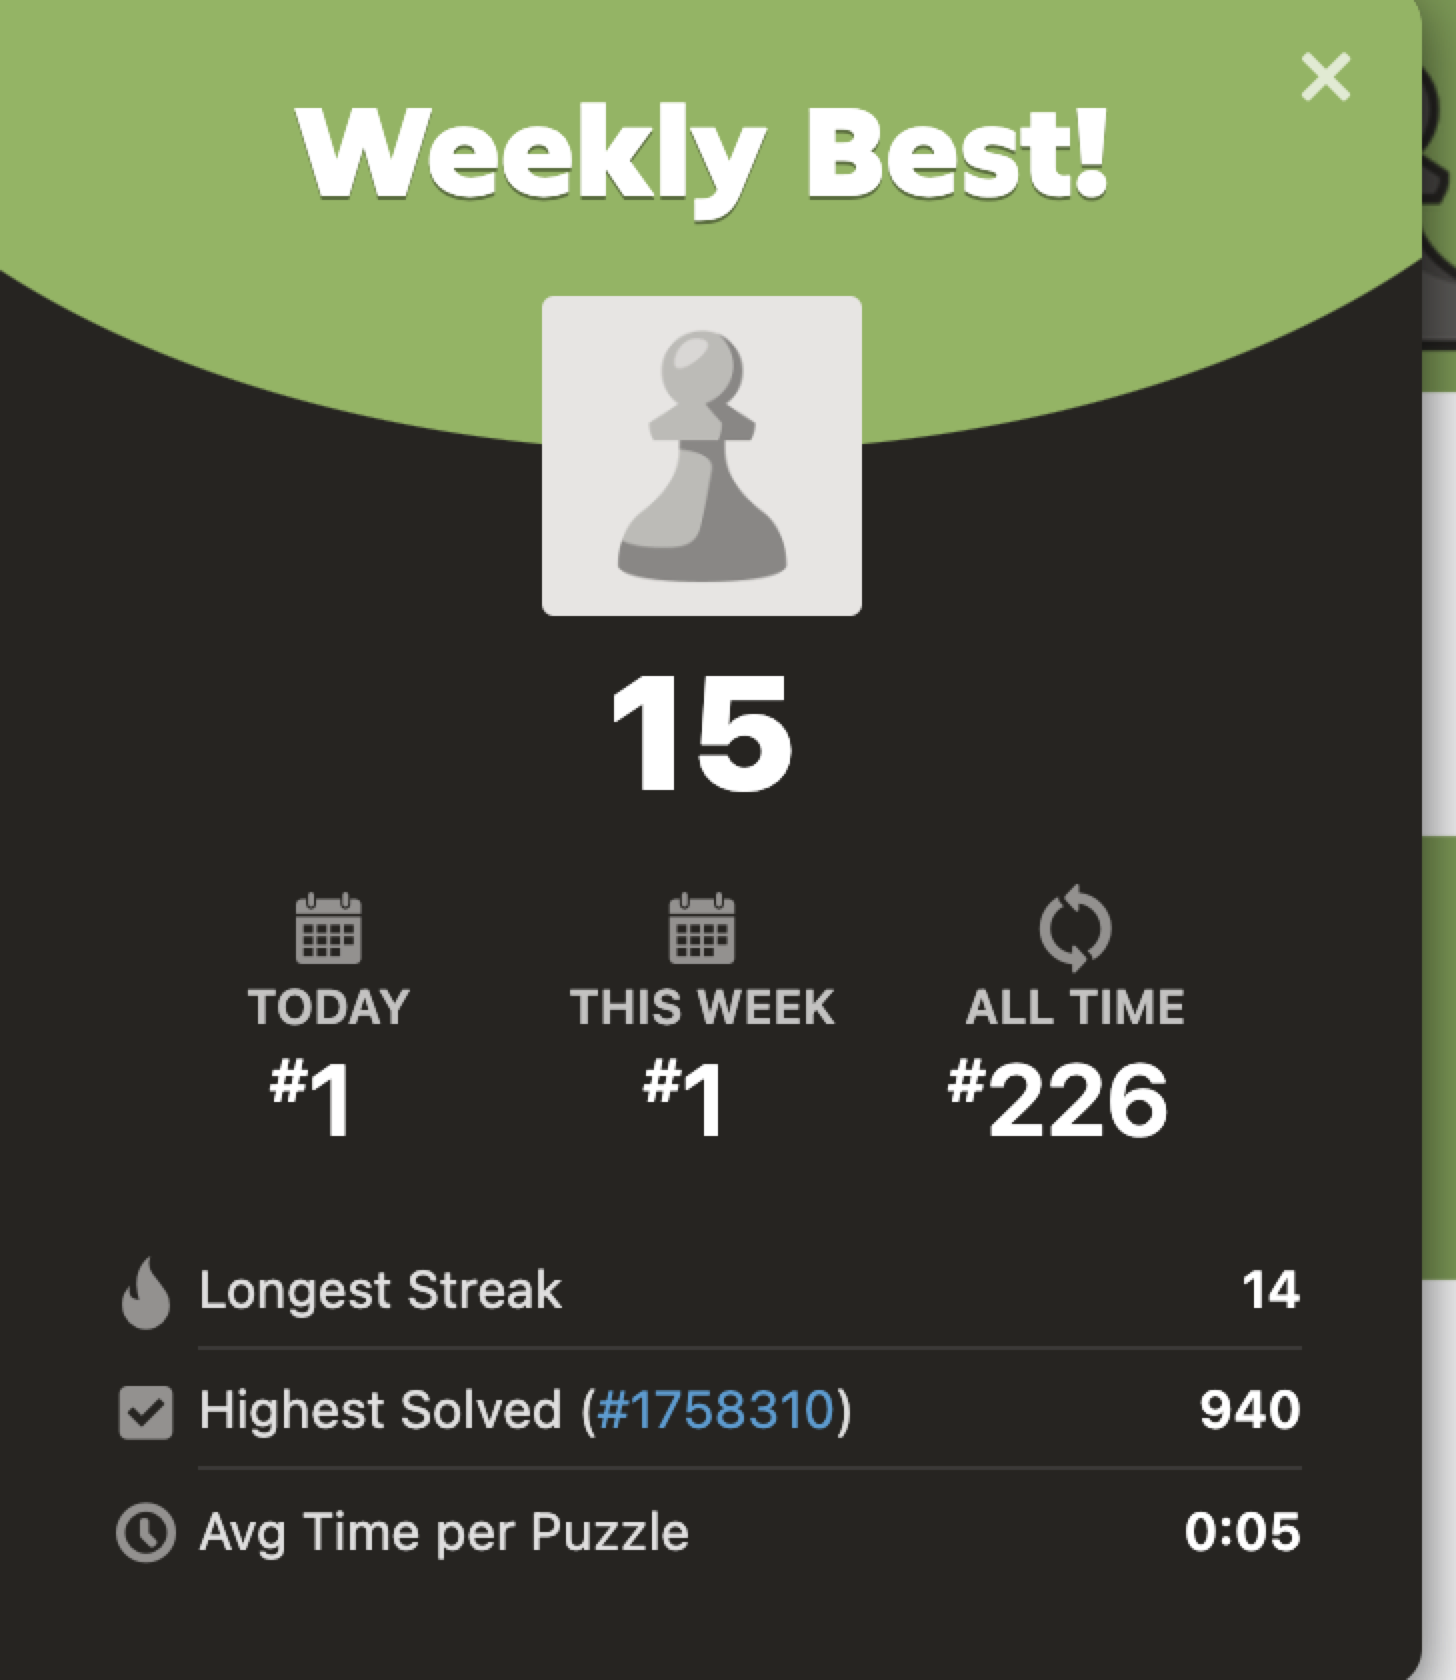 Weekly Best!
15
TODAY THIS WEEK ALL TIME
#1 #1 #226
Longest Streak 14
Highest Solved (#1758310) 940
Avg Time per Puzzle 0:05